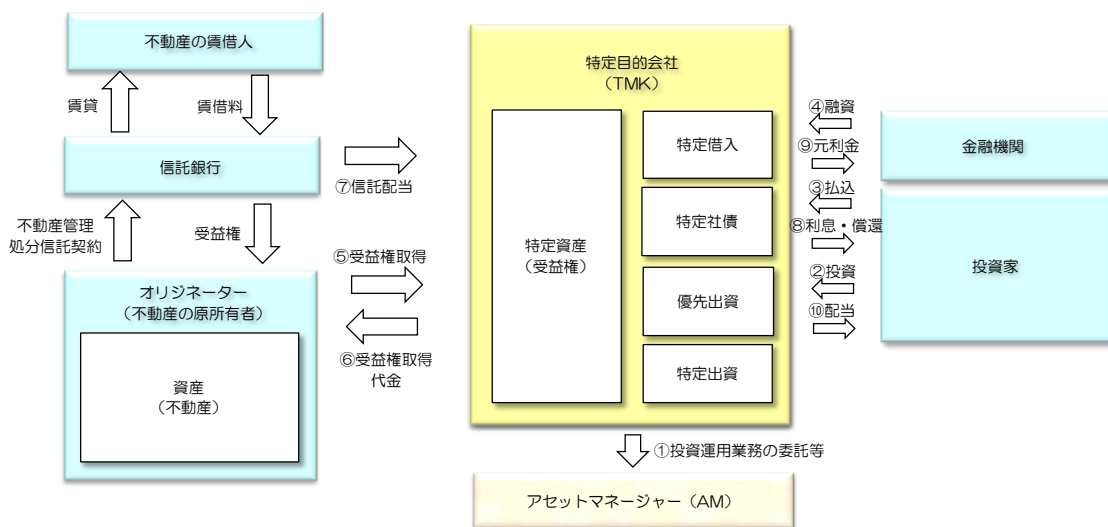 不動産の賃借人
賃貸
賃借料
信託銀行
⑦信託配当
不動産管理
処分信託契約
受益権
オリジネーター
(不動産の原所有者)
資産
(不動産)
⑤受益権取得
⑥受益権取得
代金
特定目的会社
(TMK)
特定資産
(受益権)
特定借入
特定社債
優先出資
特定出資
④融資
⑨元利金
③払込
⑧利息・償還
②投資
⑩配当
金融機関
投資家
①投資運用業務の委託等
アセットマネージャー(AM)